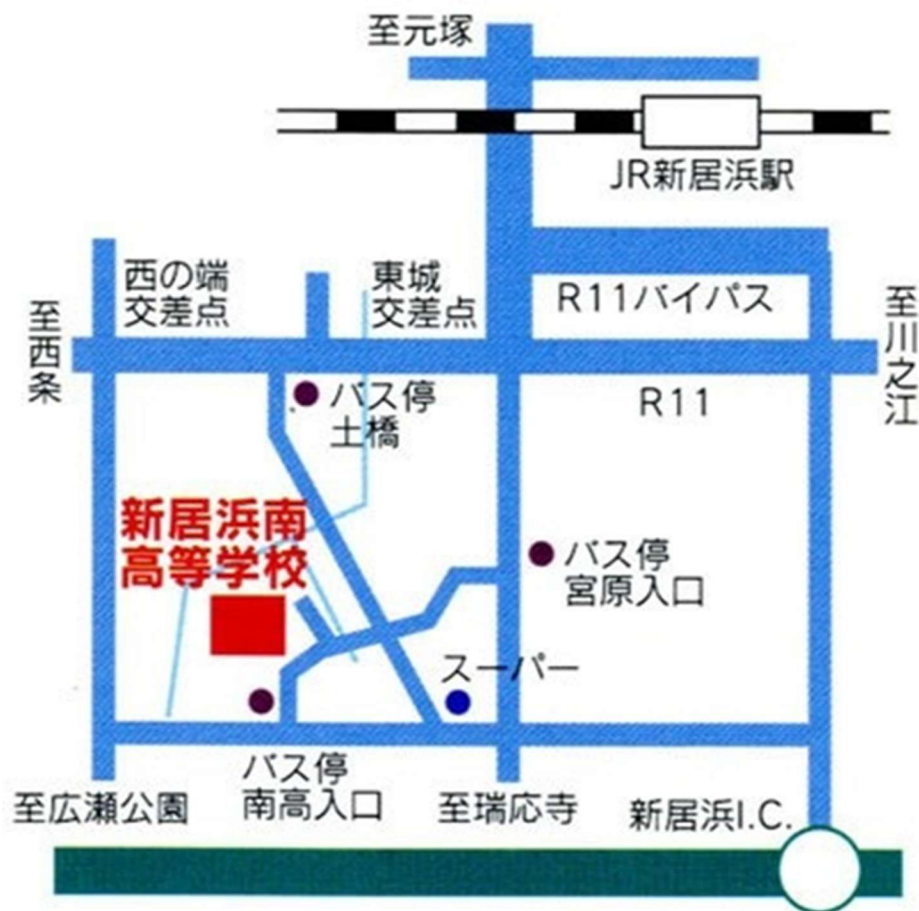 至元塚
JR新居浜駅
西の端
交差点
東城
交差点
R11バイパス
至西条
至川之江
R11
バス停
土橋
新居浜南
高等学校
バス停
宮原入口
スーパー
バス停
南高入口
至広瀬公園
至瑞応寺
新居浜I.C.